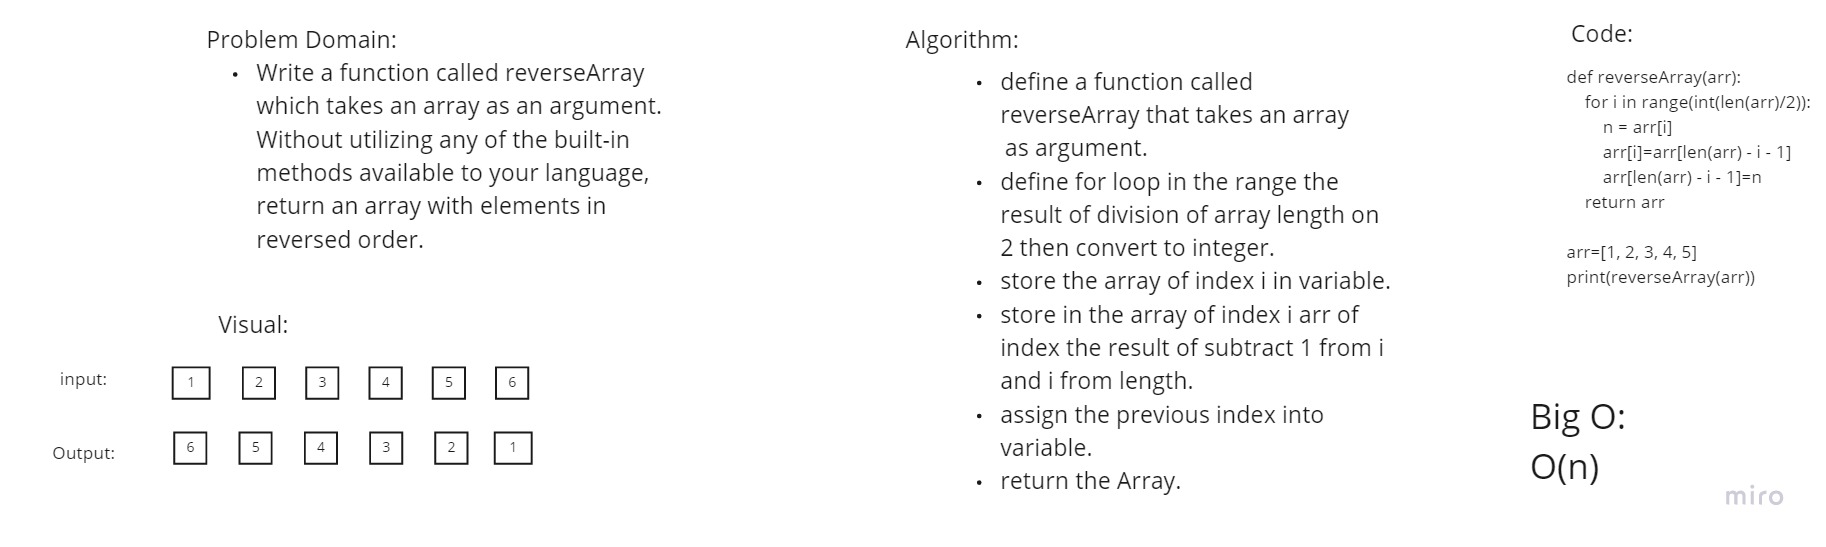 Problem Domain:
• Write a function called reverseArray
which takes an array as an argument.
Without utilizing any of the built-in
methods available to your language,
return an array with elements in
reversed order.
Visual:
input: 1 2 3 4 5 6
Output: 6 5 4 3 2 1
Algorithm:
• define a function called
reverseArray that takes an array
as argument.
• define for loop in the range the
result of division of array length on
2 then convert to integer.
• store the array of index i in variable.
• store in the array of index i arr of
index the result of subtract 1 from i
and i from length.
• assign the previous index into
variable.
• return the Array.
Code:
def reverseArray(arr):
    for i in range(int(len(arr)/2)):
        n = arr[i]
        arr[i]=arr[len(arr) - i - 1]
        arr[len(arr) - i - 1]=n
    return arr
arr=[1, 2, 3, 4, 5]
print(reverseArray(arr))
Big O:
O(n)
miro